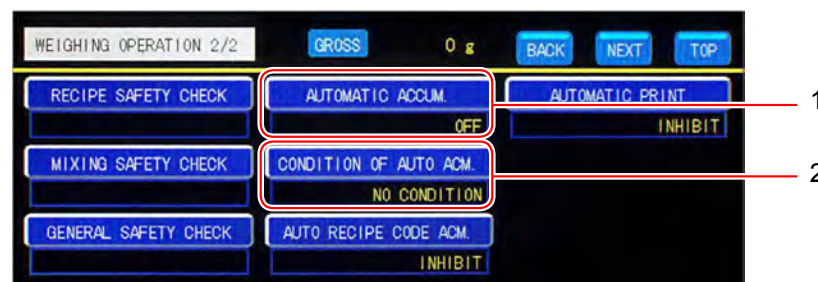 WEIGHING OPERATION 2/2 GROSS 0 g BACK NEXT TOP
RECIPE SAFETY CHECK AUTOMATIC ACCUM. AUTOMATIC PRINT
OFF INHIBIT
1
MIXING SAFETY CHECK CONDITION OF AUTO ACM.
2
NO CONDITION
GENERAL SAFETY CHECK AUTO RECIPE CODE ACM.
INHIBIT